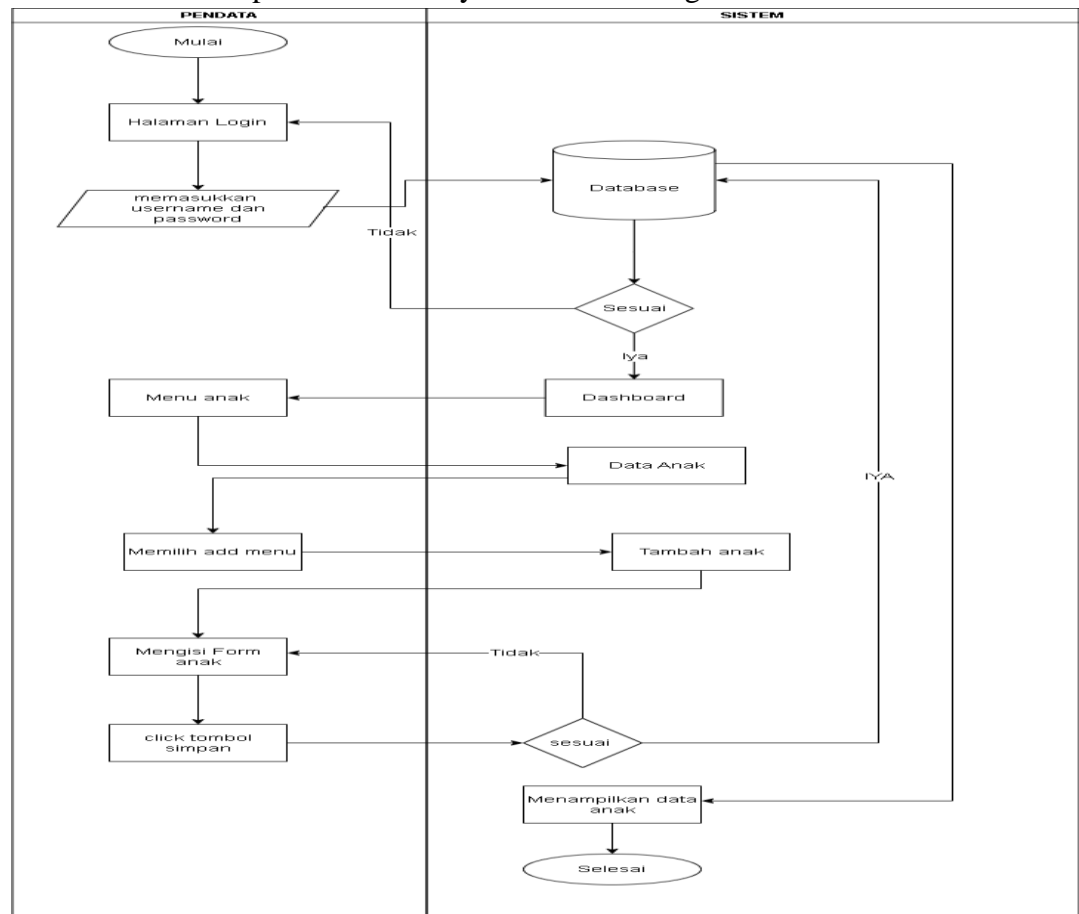 PENDATA
SISTEM
Mulai
Halaman Login
memasukkan
username dan
password
Database
Tidak
Sesuai
Iya
Menu anak
Dashboard
Data Anak
IYA
Memilih add menu
Tambah anak
Mengisi Form
anak
Tidak
click tombol
simpan
sesuai
Menampilkan data
anak
Selesai